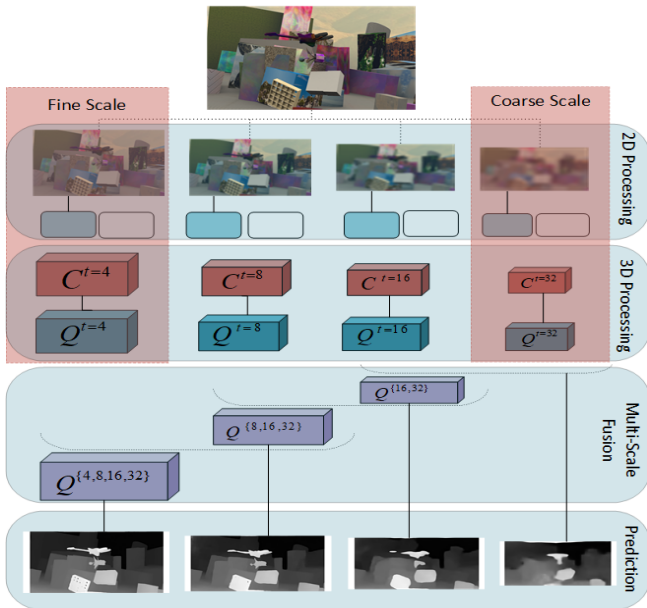 Fine Scale
Coarse Scale
2D Processing
C^{t=4}
C^{t=8}
C^{t=16}
C^{t=32}
Q^{t=4}
Q^{t=8}
Q^{t=16}
Q^{t=32}
3D Processing
Q^{{16,32}}
Q^{{8,16,32}}
Q^{{4,8,16,32}}
Multi-Scale
Fusion
Prediction